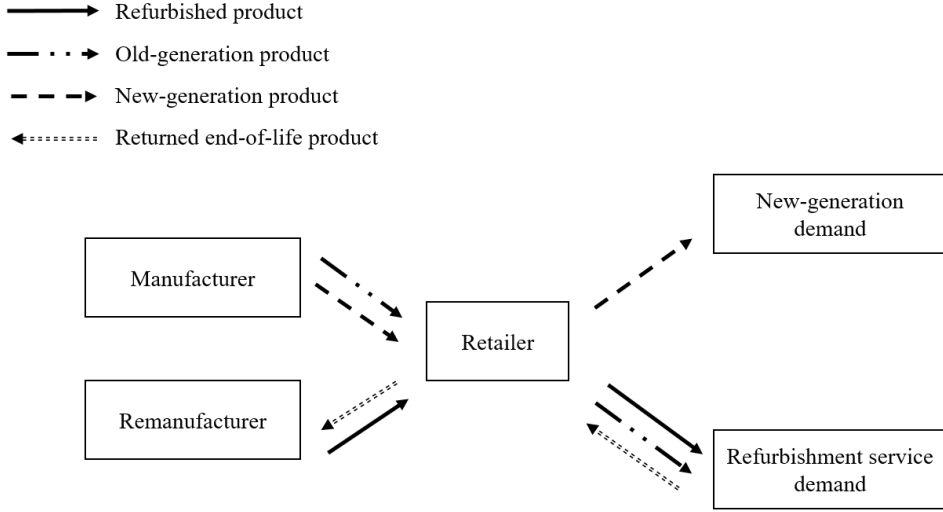 Refurbished product
Old-generation product
New-generation product
Returned end-of-life product
New-generation
demand
Manufacturer
Retailer
Remanufacturer
Refurbishment service
demand